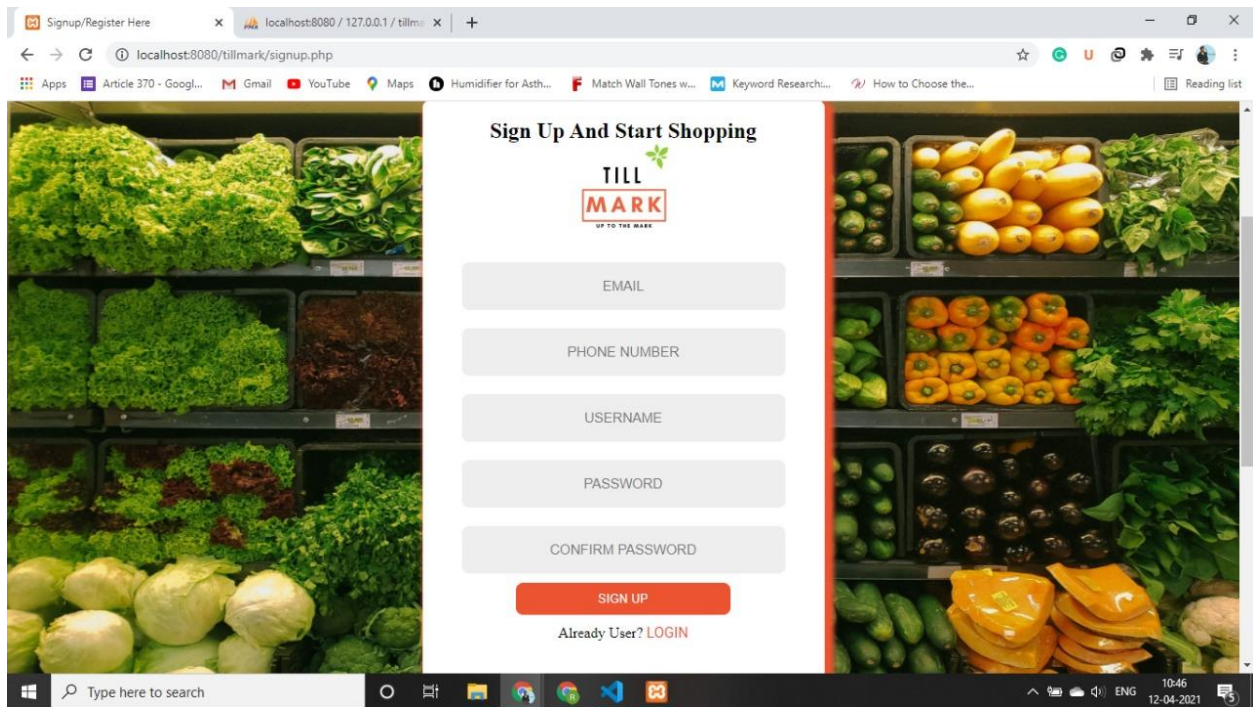 Signup/Register Here
localhost:8080 / 127.0.0.1 / tillma
localhost:8080/tillmark/signup.php
Apps
Article 370 - Googl...
Gmail
YouTube
Maps
Humidifier for Asth...
Match Wall Tones w...
Keyword Research:...
How to Choose the...
Reading list
Sign Up And Start Shopping
TILL
MARK
UP TO THE MARK
EMAIL
PHONE NUMBER
USERNAME
PASSWORD
CONFIRM PASSWORD
SIGN UP
Already User? LOGIN
Type here to search
ENG
10:46
12-04-2021
5